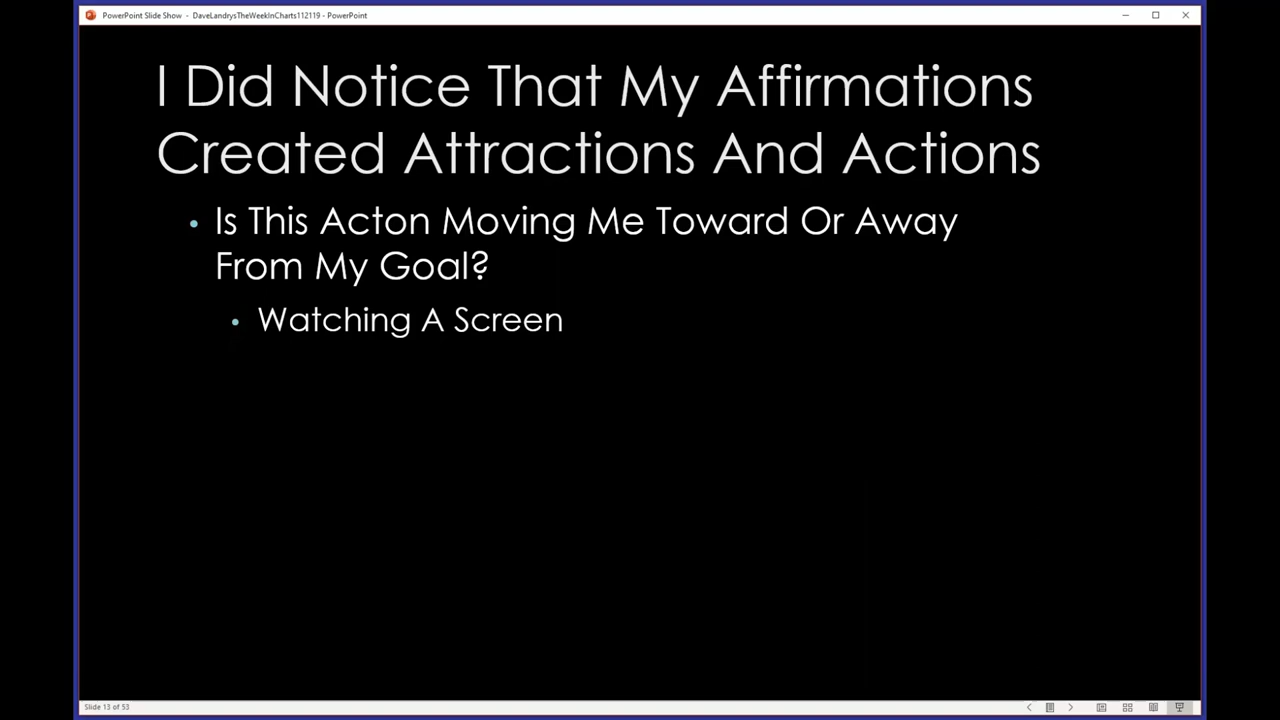 PowerPoint Slide Show - DaveLandrysTheWeekInCharts112119 - PowerPoint
I Did Notice That My Affirmations
Created Attractions And Actions
• Is This Acton Moving Me Toward Or Away
From My Goal?
• Watching A Screen
Slide 13 of 53